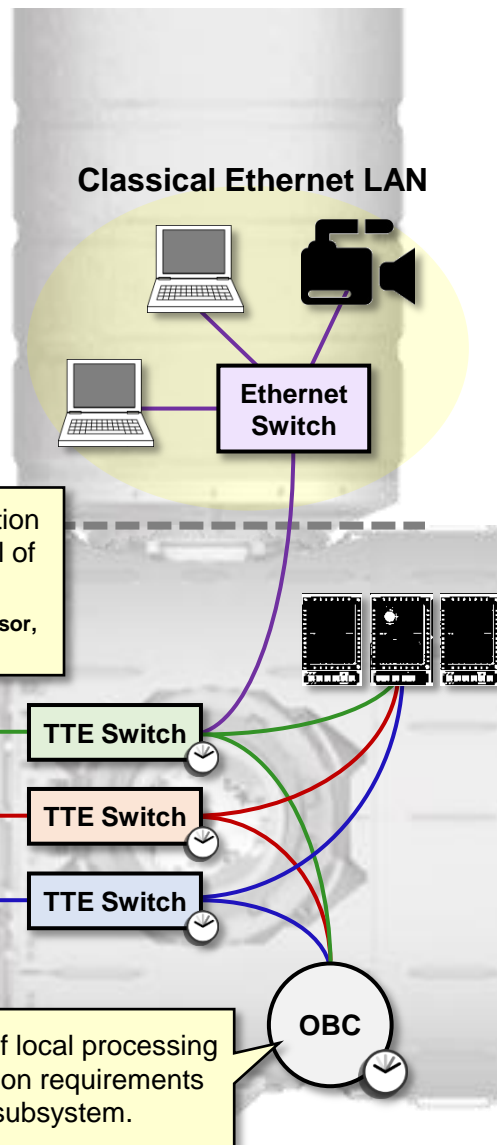 Classical Ethernet LAN
Ethernet
Switch
tion
l of
sor,
TTE Switch
TTE Switch
TTE Switch
OBC
f local processing
on requirements
subsystem.